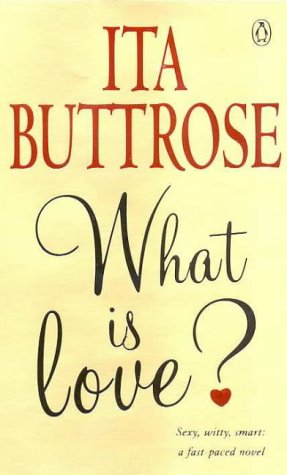 ITA
BUTTROSE
What
is
love?
Sexy, witty, smart:
a fast paced novel